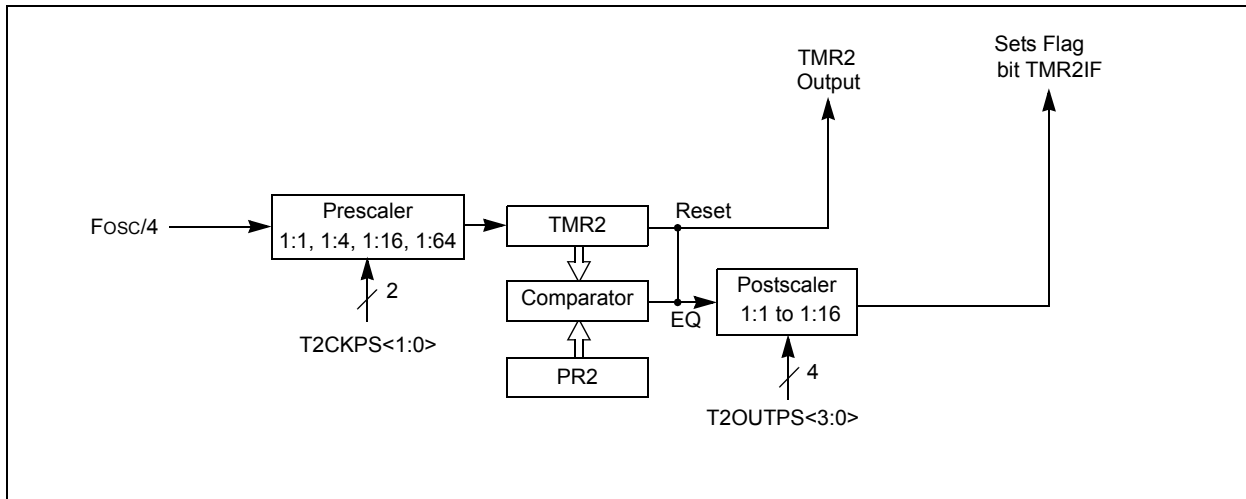 TMR2
Output
Sets Flag
bit TMR2IF
Fosc/4
Prescaler
1:1, 1:4, 1:16, 1:64
2
T2CKPS<1:0>
TMR2
Reset
Comparator
EQ
PR2
Postscaler
1:1 to 1:16
4
T2OUTPS<3:0>